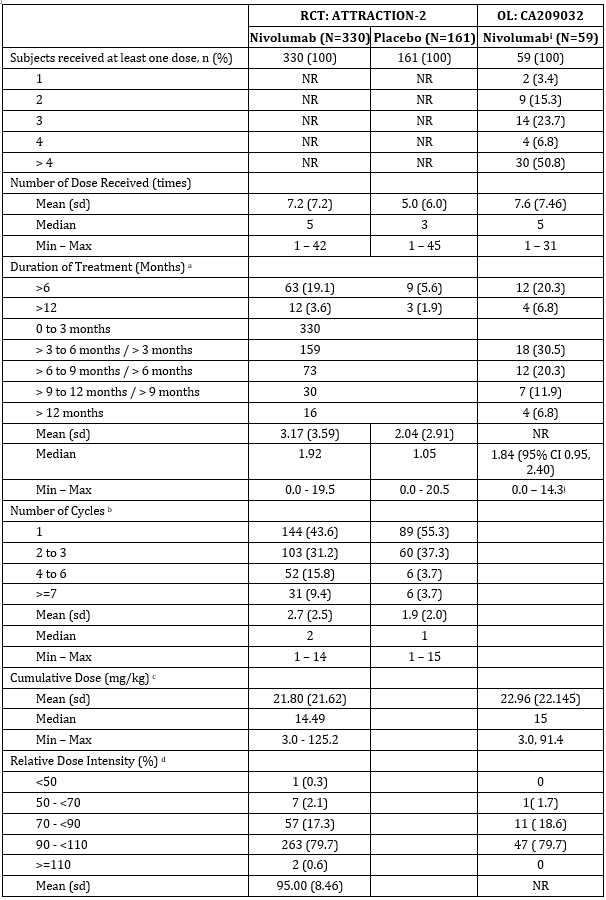 RCT: ATTRACTION-2 OL: CA209032
Nivolumab (N=330) Placebo (N=161) Nivolumabⁱ (N=59)
Subjects received at least one dose, n (%) 330 (100) 161 (100) 59 (100)
1 NR NR 2 (3.4)
2 NR NR 9 (15.3)
3 NR NR 14 (23.7)
4 NR NR 4 (6.8)
> 4 NR NR 30 (50.8)
Number of Dose Received (times)
Mean (sd) 7.2 (7.2) 5.0 (6.0) 7.6 (7.46)
Median 5 3 5
Min – Max 1 – 42 1 – 45 1 – 31
Duration of Treatment (Months) ᵃ
>6 63 (19.1) 9 (5.6) 12 (20.3)
>12 12 (3.6) 3 (1.9) 4 (6.8)
0 to 3 months 330
> 3 to 6 months / > 3 months 159 18 (30.5)
> 6 to 9 months / > 6 months 73 12 (20.3)
> 9 to 12 months / > 9 months 30 7 (11.9)
> 12 months 16 4 (6.8)
Mean (sd) 3.17 (3.59) 2.04 (2.91) NR
Median 1.92 1.05 1.84 (95% CI 0.95,
2.40)
Min – Max 0.0 - 19.5 0.0 - 20.5 0.0 – 14.3ʲ
Number of Cycles ᵇ
1 144 (43.6) 89 (55.3)
2 to 3 103 (31.2) 60 (37.3)
4 to 6 52 (15.8) 6 (3.7)
>=7 31 (9.4) 6 (3.7)
Mean (sd) 2.7 (2.5) 1.9 (2.0)
Median 2 1
Min – Max 1 – 14 1 – 15
Cumulative Dose (mg/kg) ᶜ
Mean (sd) 21.80 (21.62) 22.96 (22.145)
Median 14.49 15
Min – Max 3.0 - 125.2 3.0, 91.4
Relative Dose Intensity (%) ᵈ
<50 1 (0.3) 0
50 - <70 7 (2.1) 1( 1.7)
70 - <90 57 (17.3) 11 ( 18.6)
90 - <110 263 (79.7) 47 ( 79.7)
>=110 2 (0.6) 0
Mean (sd) 95.00 (8.46) NR